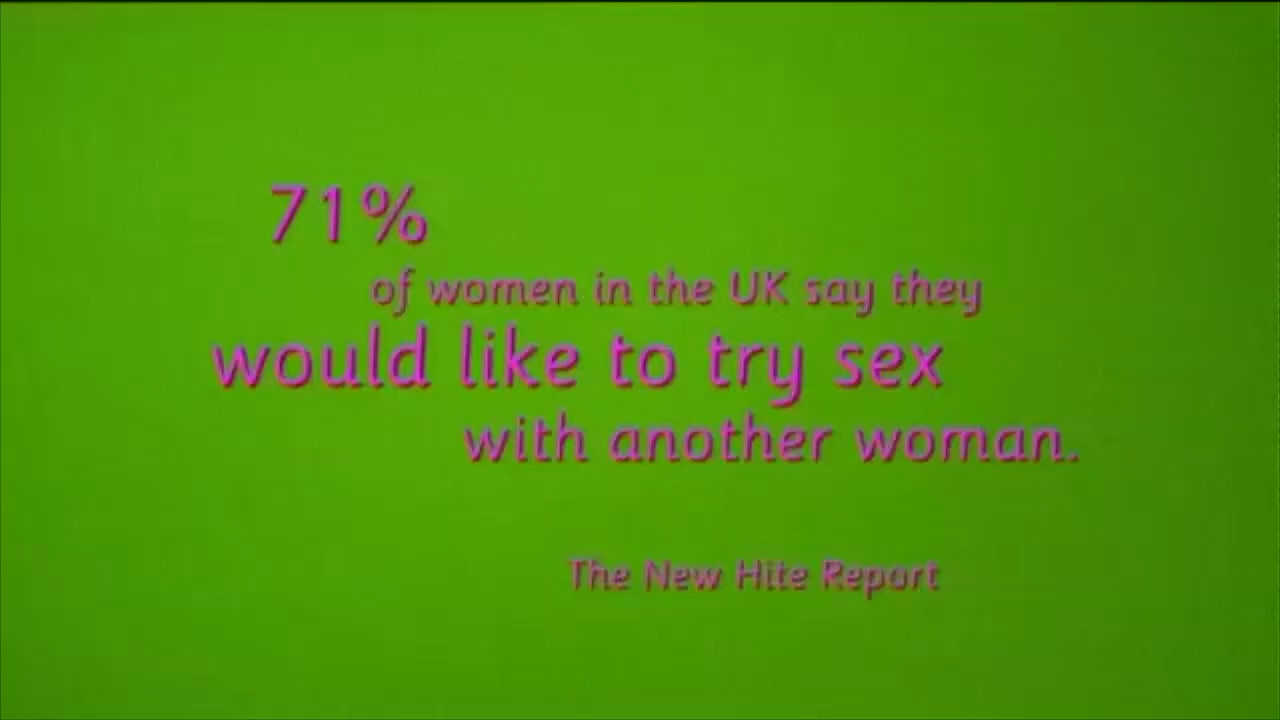 71%
of women in the UK say they
would like to try sex
with another woman.
The New Hite Report